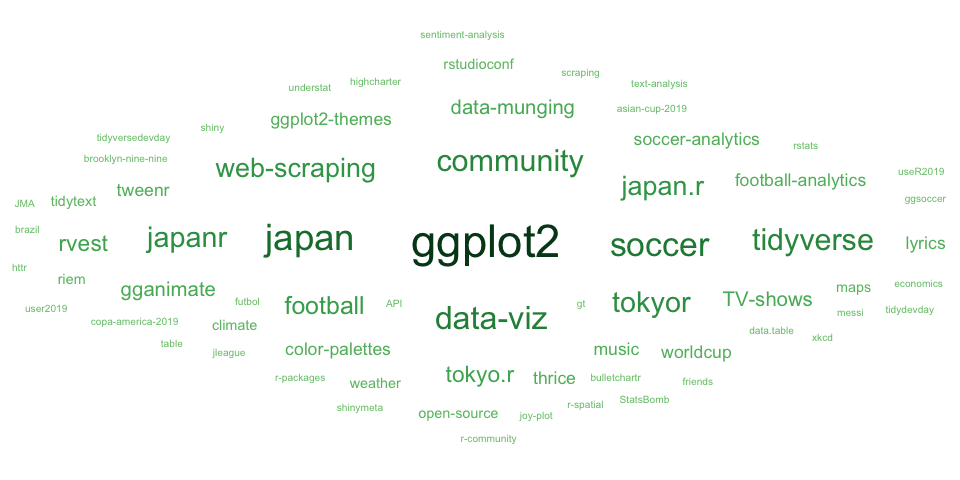 sentiment-analysis
rstudioconf
scraping
understat highcharter text-analysis
data-munging asian-cup-2019
ggplot2-themes
shiny
tidyversedevday soccer-analytics rstats
brooklyn-nine-nine web-scraping community useR2019
tweenr japan.r football-analytics
JMA tidytext ggsoccer
brazil rvest japanr japan ggplot2 soccer tidyverse lyrics
httr riem maps economics
gganimate
user2019 futbol football API gt tokyor TV-shows messi tidydevday
copa-america-2019 climate data-viz data.table xkcd
table jleague color-palettes music worldcup
r-packages weather tokyo.r thrice bulletchartr friends
shinymeta open-source joy-plot r-spatial StatsBomb
r-community